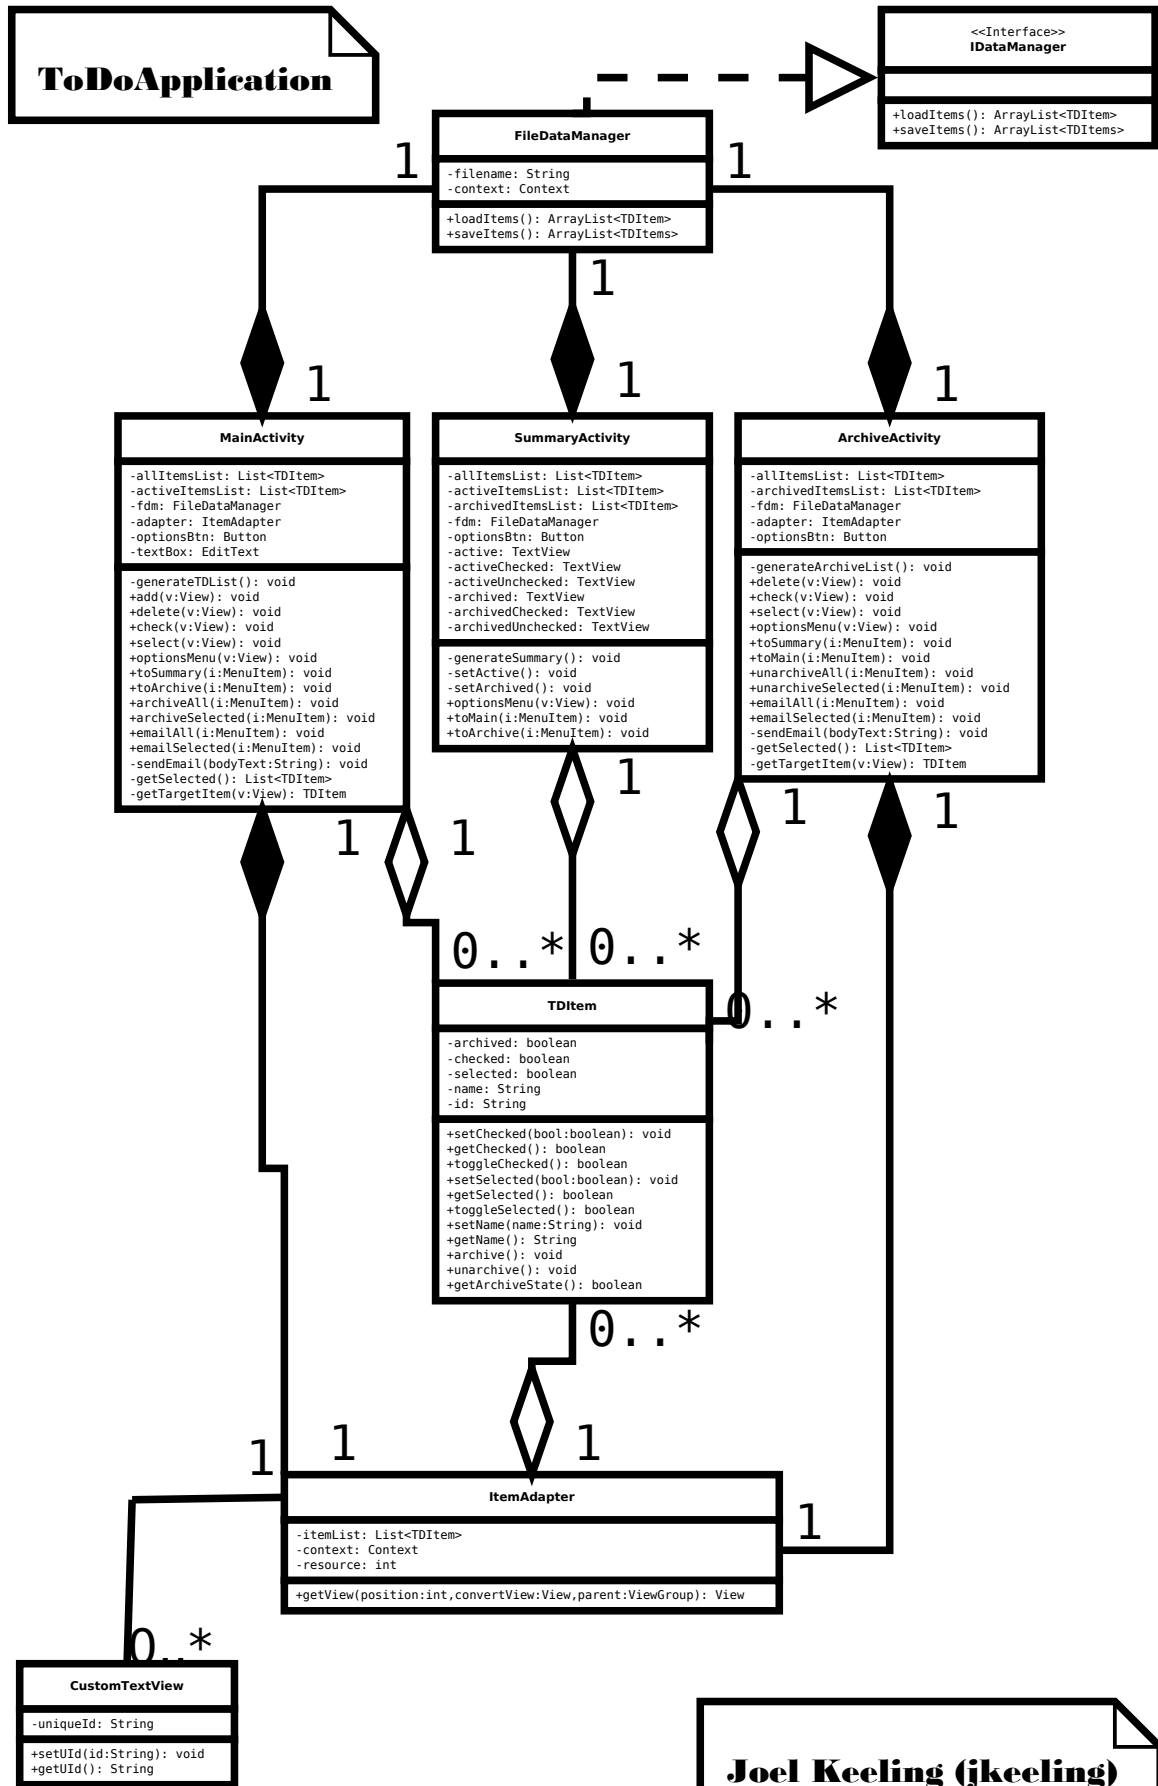 ToDoApplication
<<Interface>>
IDataManager
+loadItems(): ArrayList<TDItem>
+saveItems(): ArrayList<TDItems>
FileDataManager
-filename: String
-context: Context
+loadItems(): ArrayList<TDItem>
+saveItems(): ArrayList<TDItems>
1
1
1
1
1
1
MainActivity
-allItemsList: List<TDItem>
-activeItemsList: List<TDItem>
-fdm: FileDataManager
-adapter: ItemAdapter
-optionsBtn: Button
-textBox: EditText
-generateTDList(): void
+add(v:View): void
+delete(v:View): void
+check(v:View): void
+select(v:View): void
+optionsMenu(v:View): void
+toSummary(i:MenuItem): void
+toArchive(i:MenuItem): void
+archiveAll(i:MenuItem): void
+archiveSelected(i:MenuItem): void
+emailAll(i:MenuItem): void
+emailSelected(i:MenuItem): void
-sendEmail(bodyText:String): void
-getSelected(): List<TDItem>
-getTargetItem(v:View): TDItem
SummaryActivity
-allItemsList: List<TDItem>
-activeItemsList: List<TDItem>
-archivedItemsList: List<TDItem>
-fdm: FileDataManager
-optionsBtn: Button
-active: TextView
-activeChecked: TextView
-activeUnchecked: TextView
-archived: TextView
-archivedChecked: TextView
-archivedUnchecked: TextView
-generateSummary(): void
-setActive(): void
-setArchived(): void
+optionsMenu(v:View): void
+toMain(i:MenuItem): void
+toArchive(i:MenuItem): void
ArchiveActivity
-allItemsList: List<TDItem>
-archivedItemsList: List<TDItem>
-fdm: FileDataManager
-adapter: ItemAdapter
-optionsBtn: Button
-generateArchiveList(): void
+delete(v:View): void
+check(v:View): void
+select(v:View): void
+optionsMenu(v:View): void
+toSummary(i:MenuItem): void
+toMain(i:MenuItem): void
+unarchiveAll(i:MenuItem): void
+unarchiveSelected(i:MenuItem): void
+emailAll(i:MenuItem): void
+emailSelected(i:MenuItem): void
-sendEmail(bodyText:String): void
-getSelected(): List<TDItem>
-getTargetItem(v:View): TDItem
1
1
1
1
1
0..*
0..*
0..*
TDItem
-archived: boolean
-checked: boolean
-selected: boolean
-name: String
-id: String
+setChecked(bool:boolean): void
+getChecked(): boolean
+toggleChecked(): boolean
+setSelected(bool:boolean): void
+getSelected(): boolean
+toggleSelected(): boolean
+setName(name:String): void
+getName(): String
+archive(): void
+unarchive(): void
+getArchiveState(): boolean
0..*
1
1
1
1
ItemAdapter
-itemList: List<TDItem>
-context: Context
-resource: int
+getView(position:int,convertView:View,parent:ViewGroup): View
0..*
CustomTextView
-uniqueId: String
+setUId(id:String): void
+getUId(): String
Joel Keeling (jkeeling)